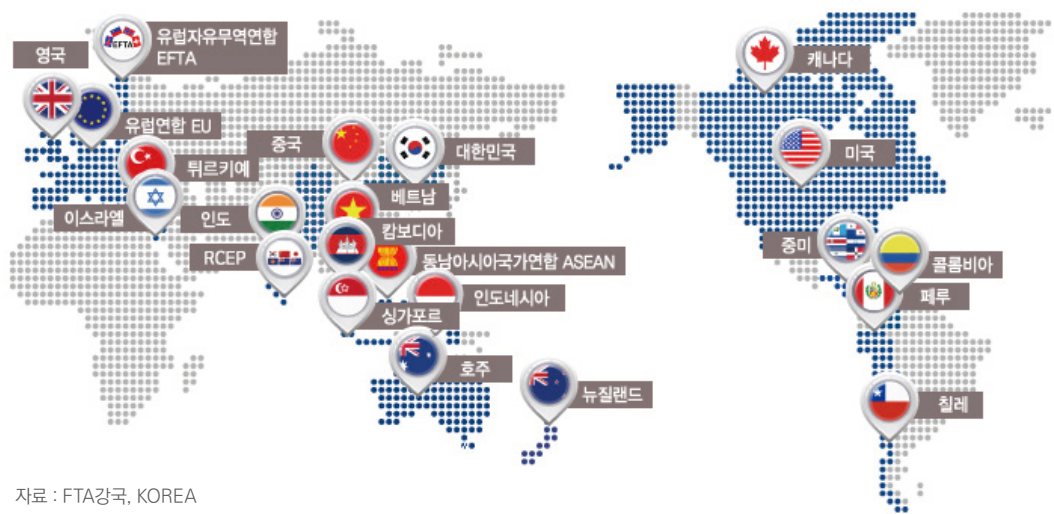 영국
EFTA
유럽자유무역연합
EFTA
유럽연합 EU
튀르키예
이스라엘
중국
대한민국
인도
베트남
캄보디아
RCEP
동남아시아국가연합 ASEAN
인도네시아
싱가포르
호주
뉴질랜드
캐나다
미국
중미
콜롬비아
페루
칠레
자료 : FTA강국, KOREA